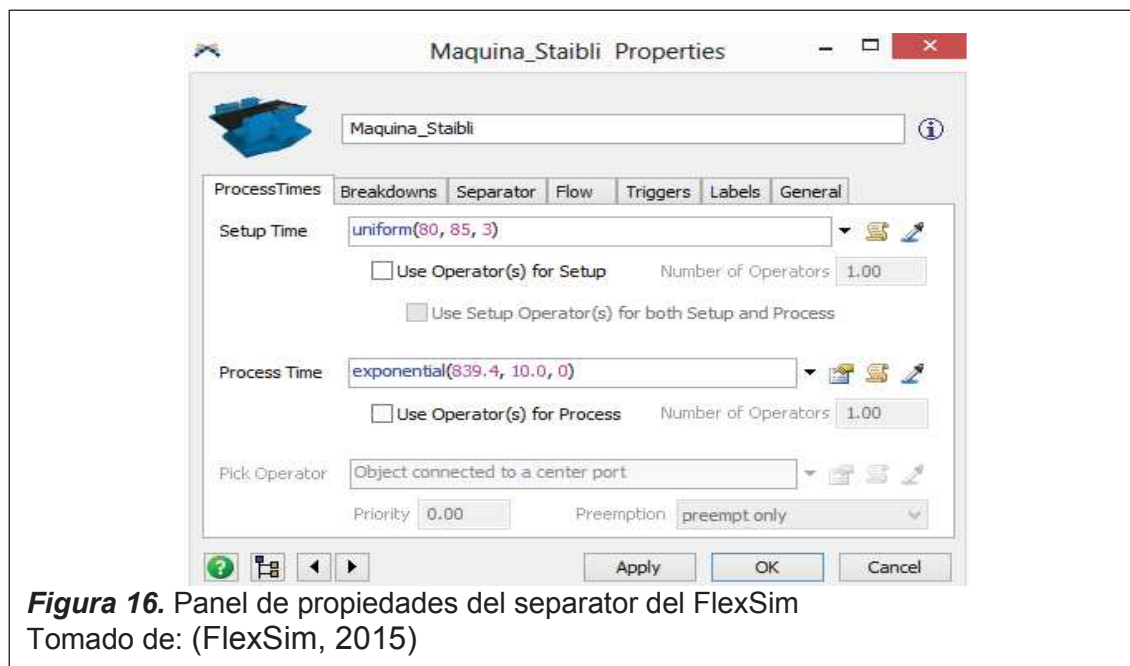 Maquina_Staibli Properties
Maquina_Staibli
ProcessTimes Breakdowns Separator Flow Triggers Labels General
Setup Time uniform(80, 85, 3)
Use Operator(s) for Setup Number of Operators 1.00
Use Setup Operator(s) for both Setup and Process
Process Time exponential(839.4, 10.0, 0)
Use Operator(s) for Process Number of Operators 1.00
Pick Operator Object connected to a center port
Priority 0.00 Preemption preempt only
Apply OK Cancel
Figura 16. Panel de propiedades del separator del FlexSim
Tomado de: (FlexSim, 2015)